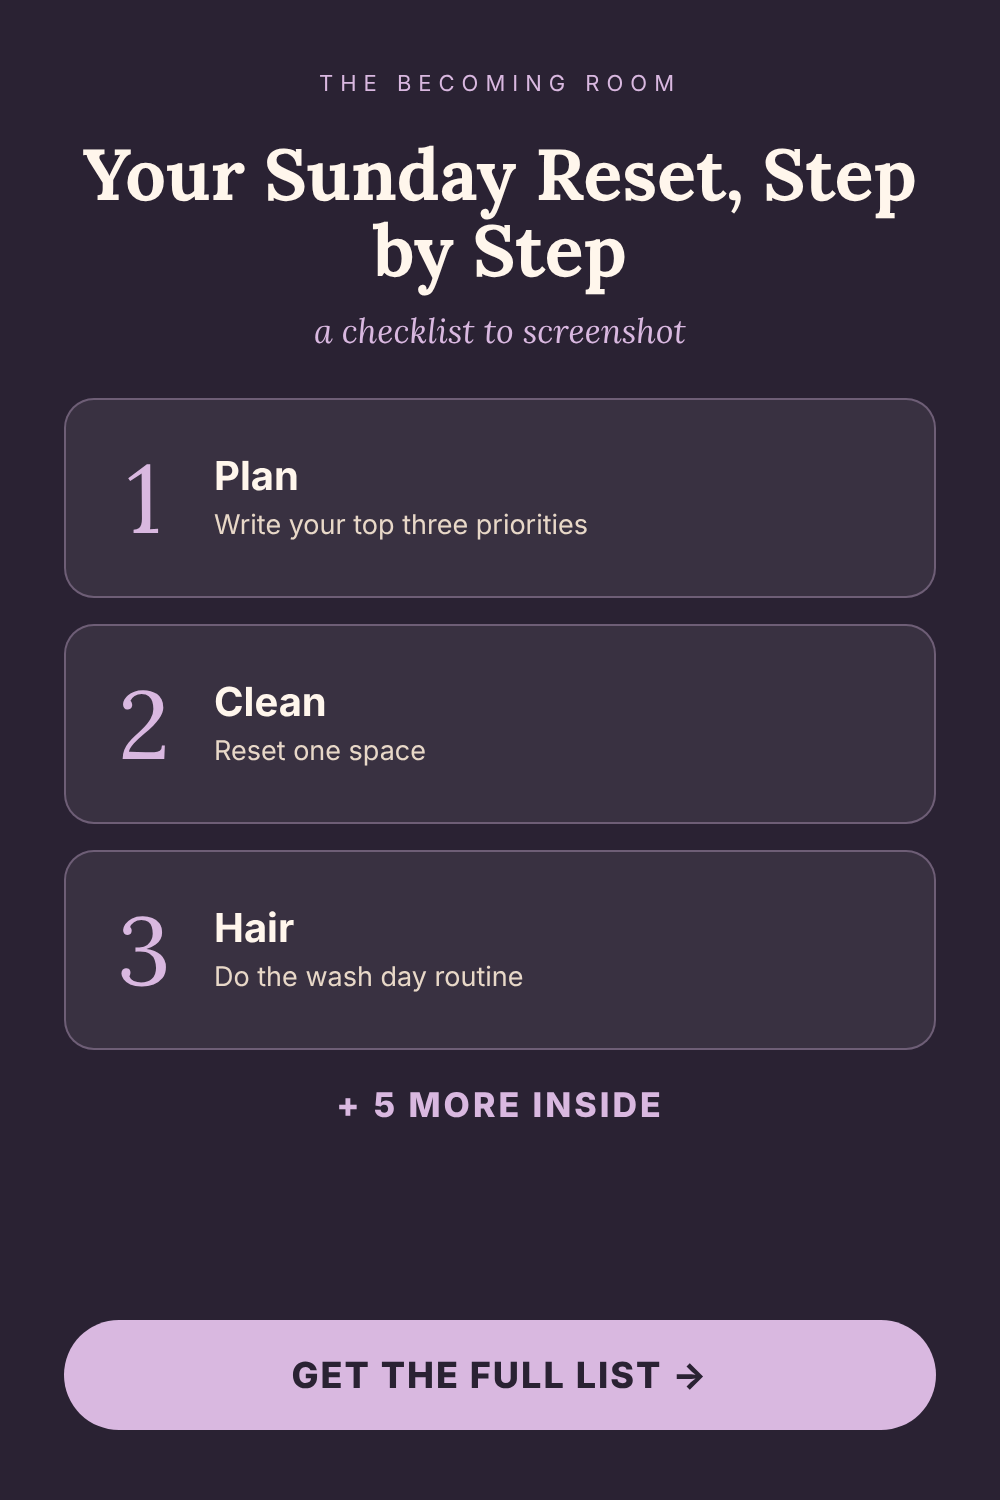 THE BECOMING ROOM
Your Sunday Reset, Step
by Step
a checklist to screenshot
1
Plan
Write your top three priorities
2
Clean
Reset one space
3
Hair
Do the wash day routine
+ 5 MORE INSIDE
GET THE FULL LIST →